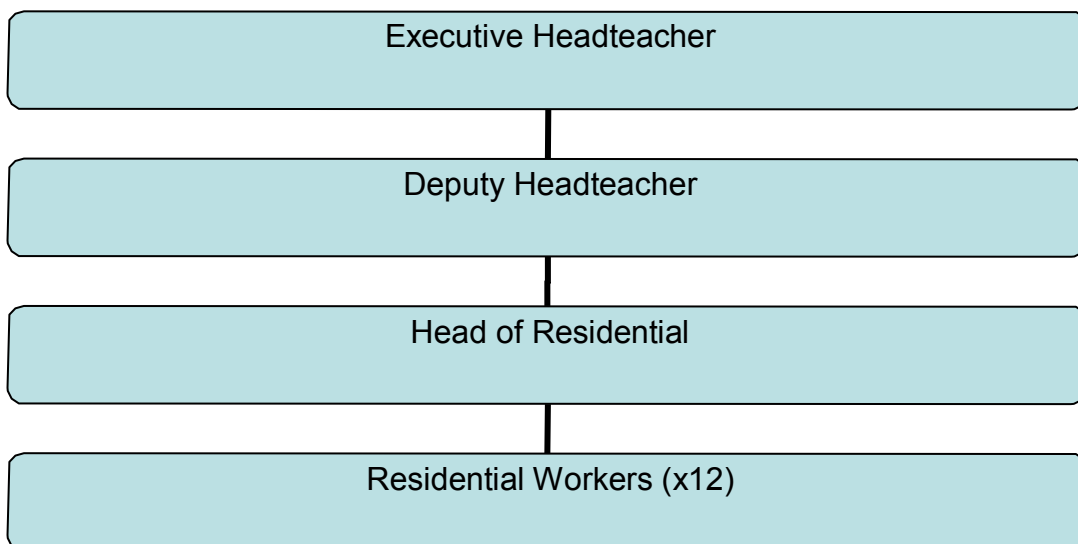 Executive Headteacher
Deputy Headteacher
Head of Residential
Residential Workers (x12)